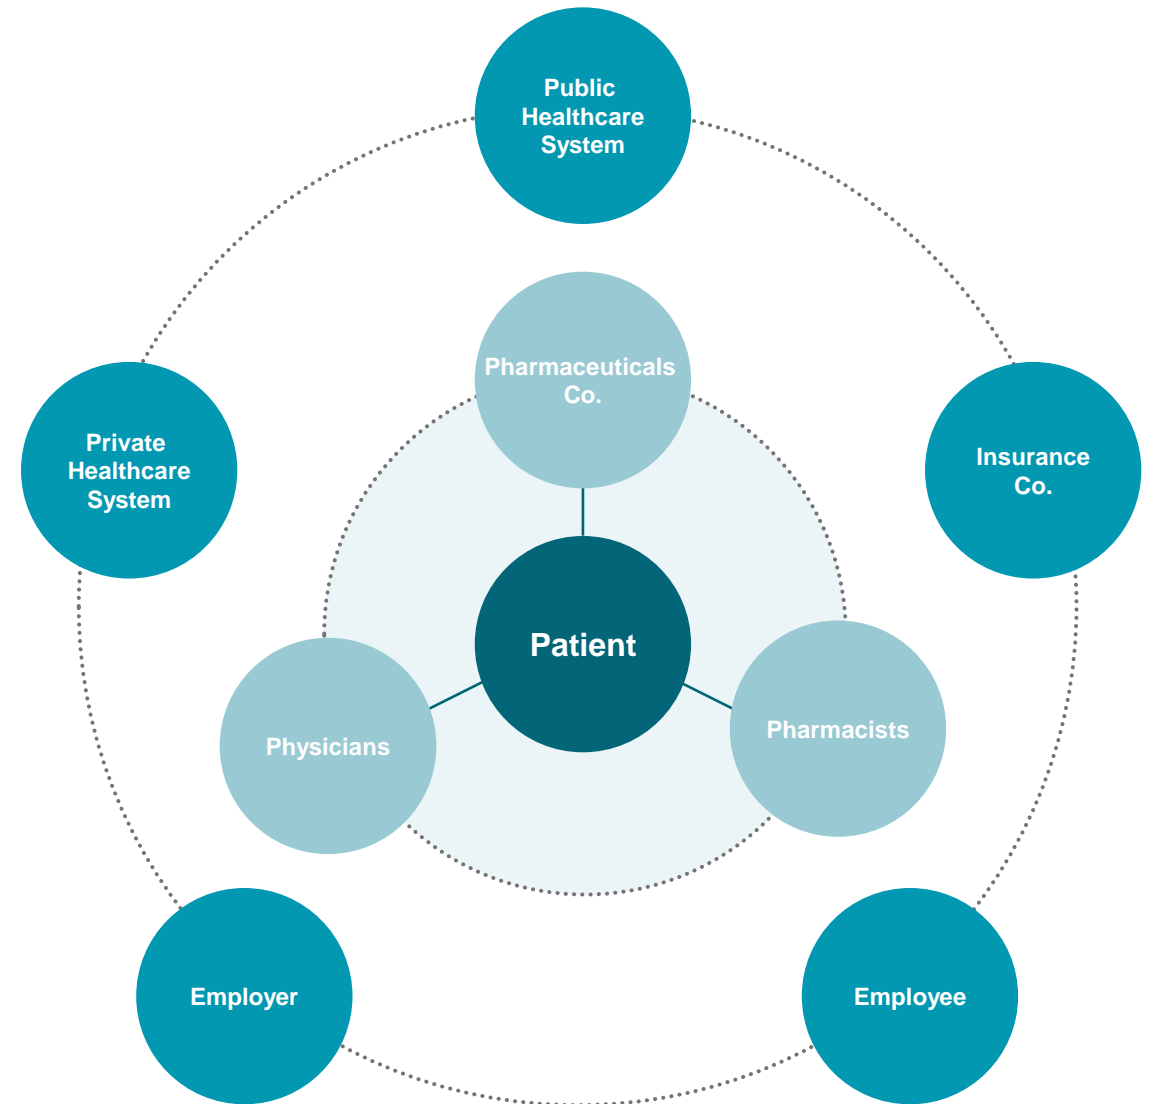 Public
Healthcare
System
Pharmaceuticals
Co.
Private
Healthcare
System
Insurance
Co.
Patient
Physicians
Pharmacists
Employer
Employee